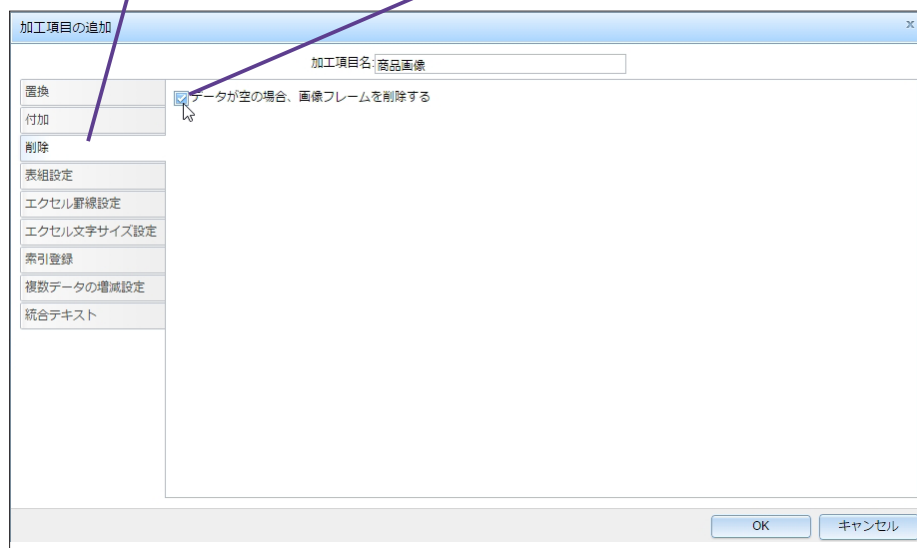 加工項目の追加
x
加工項目名:商品画像
置換
付加
削除
表組設定
エクセル罫線設定
エクセル文字サイズ設定
索引登録
複数データの増減設定
統合テキスト
データが空の場合、画像フレームを削除する
OK
キャンセル